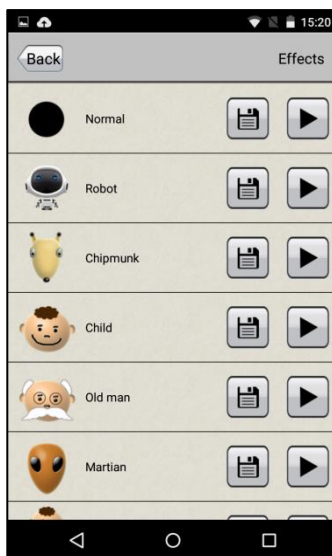 15:20
Back
Effects
Normal
Robot
Chipmunk
Child
Old man
Martian